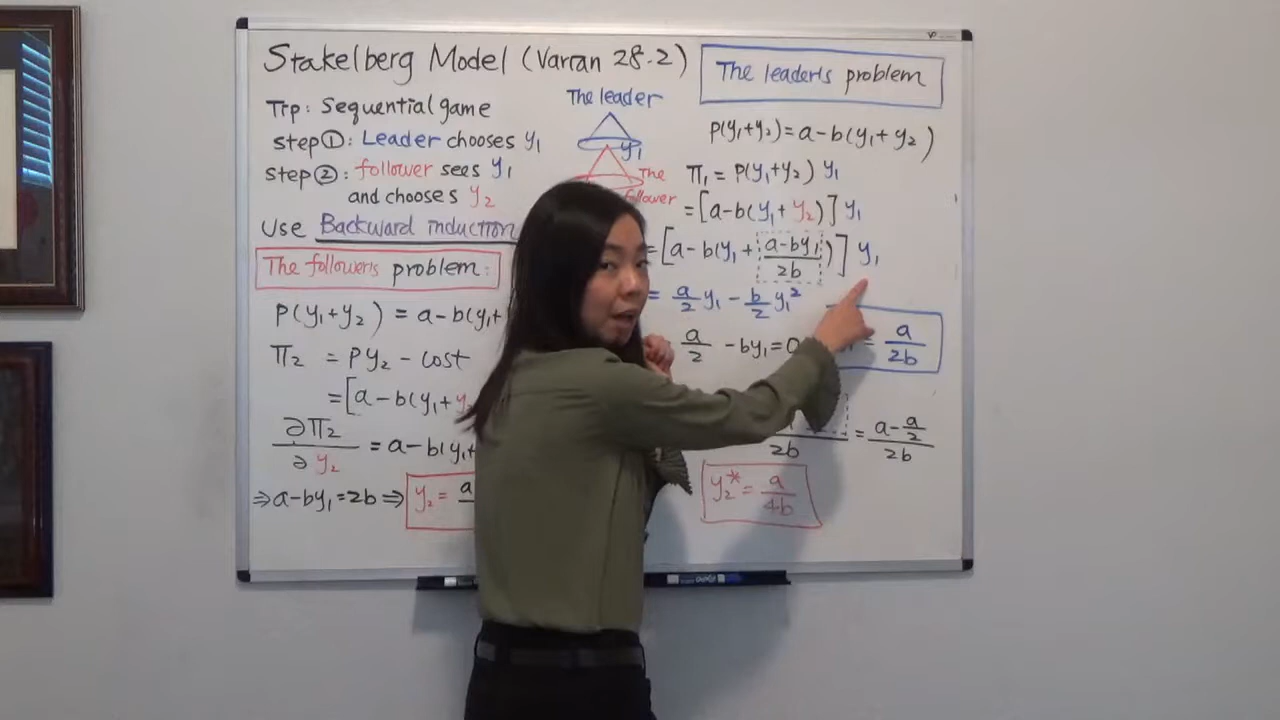 Stakelberg Model (Varian 28.2)
Trp: Sequential game
step①: Leader chooses y₁
step②: follower sees y₁
and chooses y₂
Use Backward induction
The leader
y₁
The
follower
The follower's problem:
P(y₁+y₂) = a-b(y₁+
π₂ = Py₂ - cost
=[a-b(y₁+y₂
∂π₂/∂y₂ = a-b(y₁+
⇒a-by₁=2b⇒ y₂ = a
The leader's problem
P(y₁+y₂)=a-b(y₁+y₂)
π₁ = P(y₁+y₂) y₁
=[a-b(y₁+y₂)] y₁
=[a-b(y₁+(a-by₁)/2b)] y₁
= a/2 y₁ - b/2 y₁²
a/2 - by₁=0 = a/2b
2b = (a-a/2)/2b
y₂* = a/4b